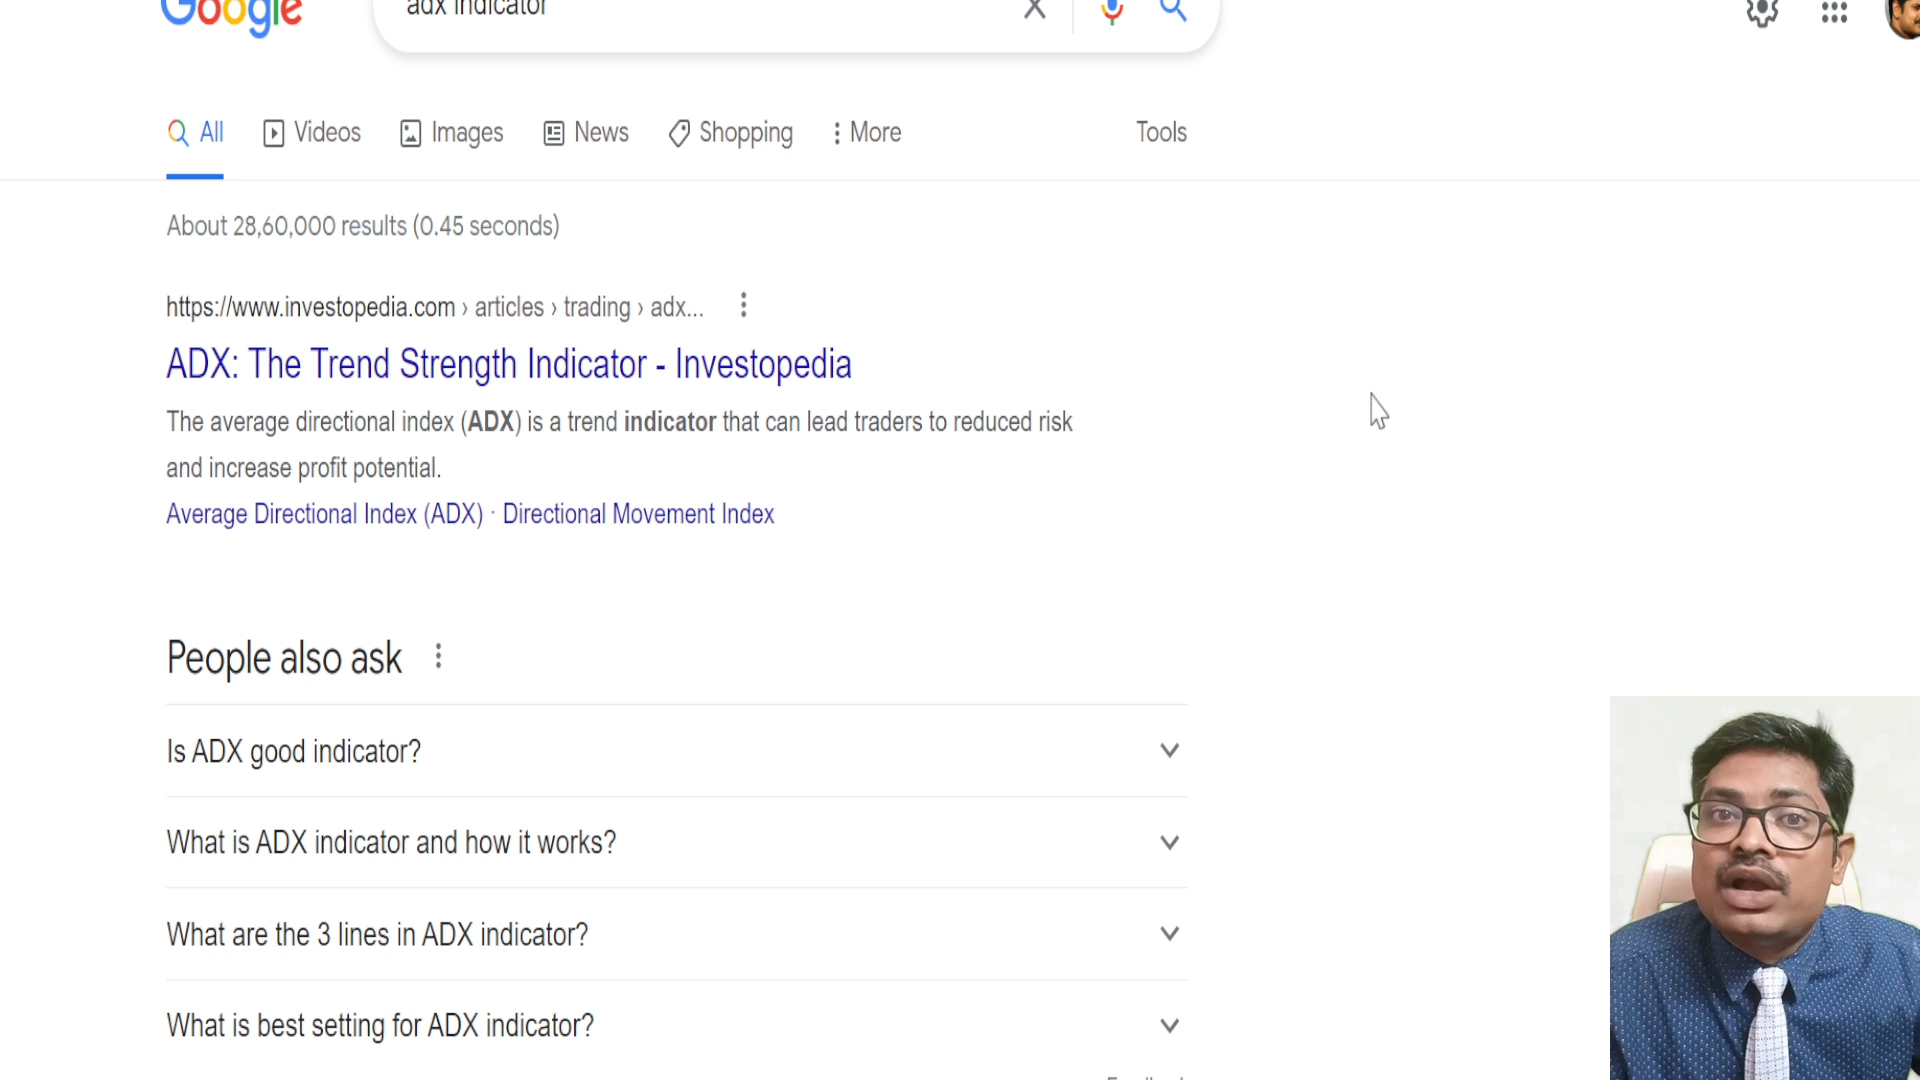 Google
adx indicator
All Videos Images News Shopping More Tools
About 28,60,000 results (0.45 seconds)
https://www.investopedia.com › articles › trading › adx...
ADX: The Trend Strength Indicator - Investopedia
The average directional index (ADX) is a trend indicator that can lead traders to reduced risk
and increase profit potential.
Average Directional Index (ADX) · Directional Movement Index
People also ask
Is ADX good indicator?
What is ADX indicator and how it works?
What are the 3 lines in ADX indicator?
What is best setting for ADX indicator?